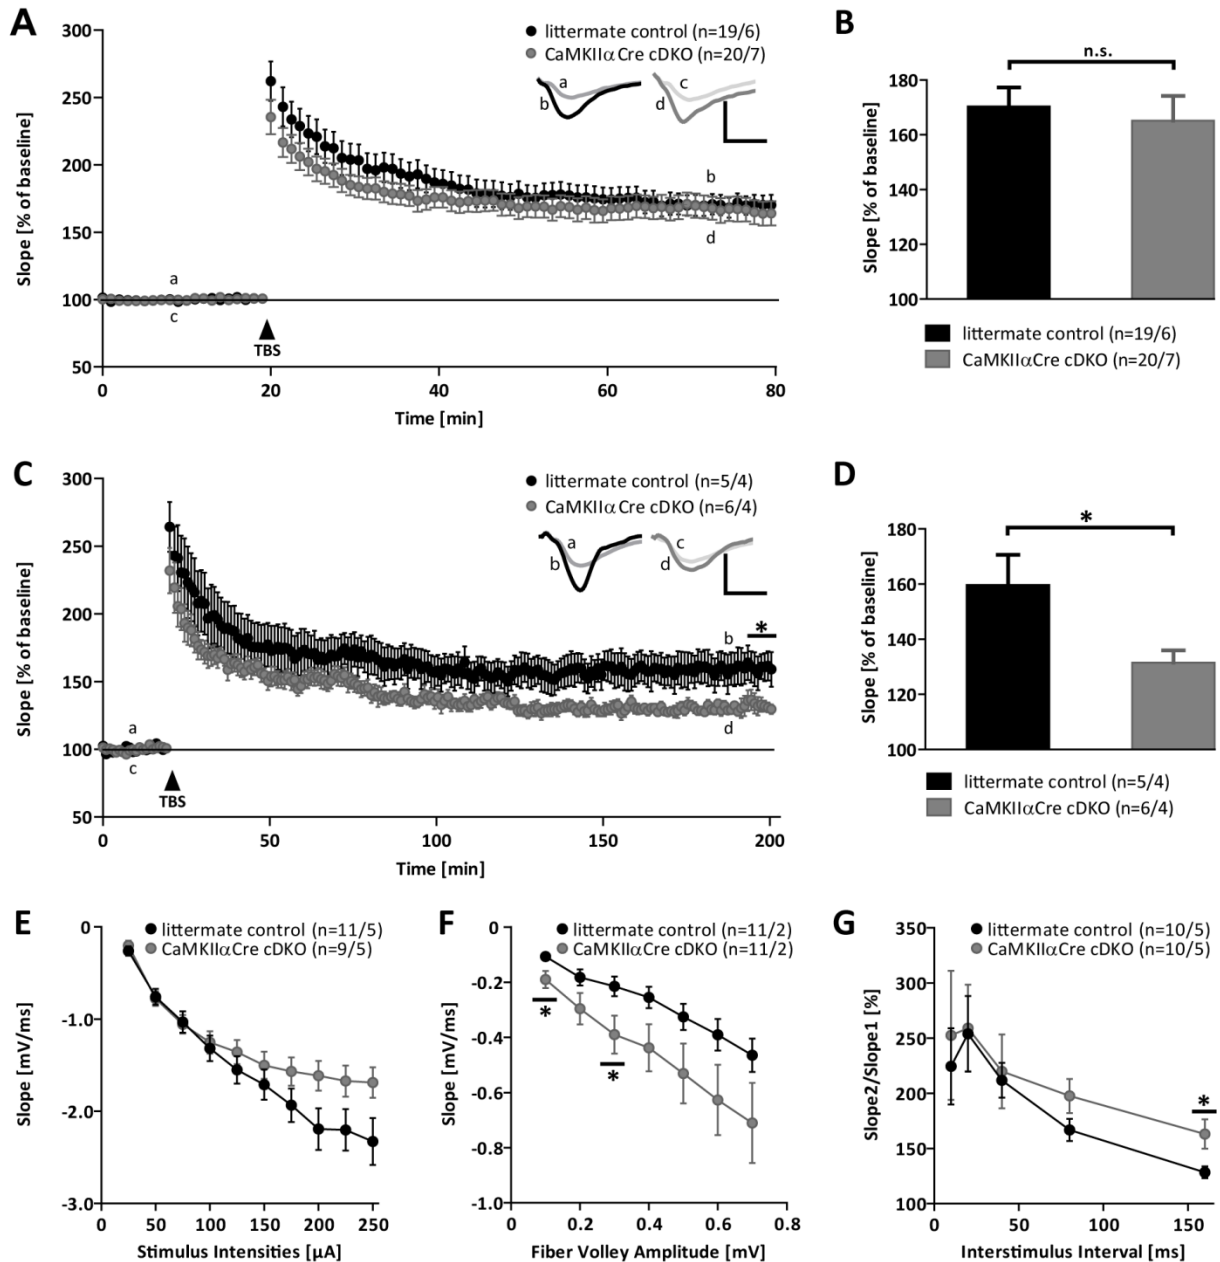 A
littermate control (n=19/6)
CaMKIIαCre cDKO (n=20/7)
Slope [% of baseline]
300
250
200
150
100
50
a
b
c
d
b
d
a
c
TBS
0
20
40
60
80
Time [min]
B
n.s.
Slope [% of baseline]
180
160
140
120
100
littermate control (n=19/6)
CaMKIIαCre cDKO (n=20/7)
C
littermate control (n=5/4)
CaMKIIαCre cDKO (n=6/4)
Slope [% of baseline]
300
250
200
150
100
50
a
b
c
d
b
*
d
a
c
TBS
0
50
100
150
200
Time [min]
D
*
Slope [% of baseline]
180
160
140
120
100
littermate control (n=5/4)
CaMKIIαCre cDKO (n=6/4)
E
littermate control (n=11/5)
CaMKIIαCre cDKO (n=9/5)
Slope [mV/ms]
0
-1.0
-2.0
-3.0
0
50
100
150
200
250
Stimulus Intensities [µA]
F
littermate control (n=11/2)
CaMKIIαCre cDKO (n=11/2)
Slope [mV/ms]
0
-0.2
-0.4
-0.6
-0.8
-1.0
*
*
0.2
0.4
0.6
0.8
Fiber Volley Amplitude [mV]
G
littermate control (n=10/5)
CaMKIIαCre cDKO (n=10/5)
Slope2/Slope1 [%]
350
300
250
200
150
100
*
0
50
100
150
Interstimulus Interval [ms]